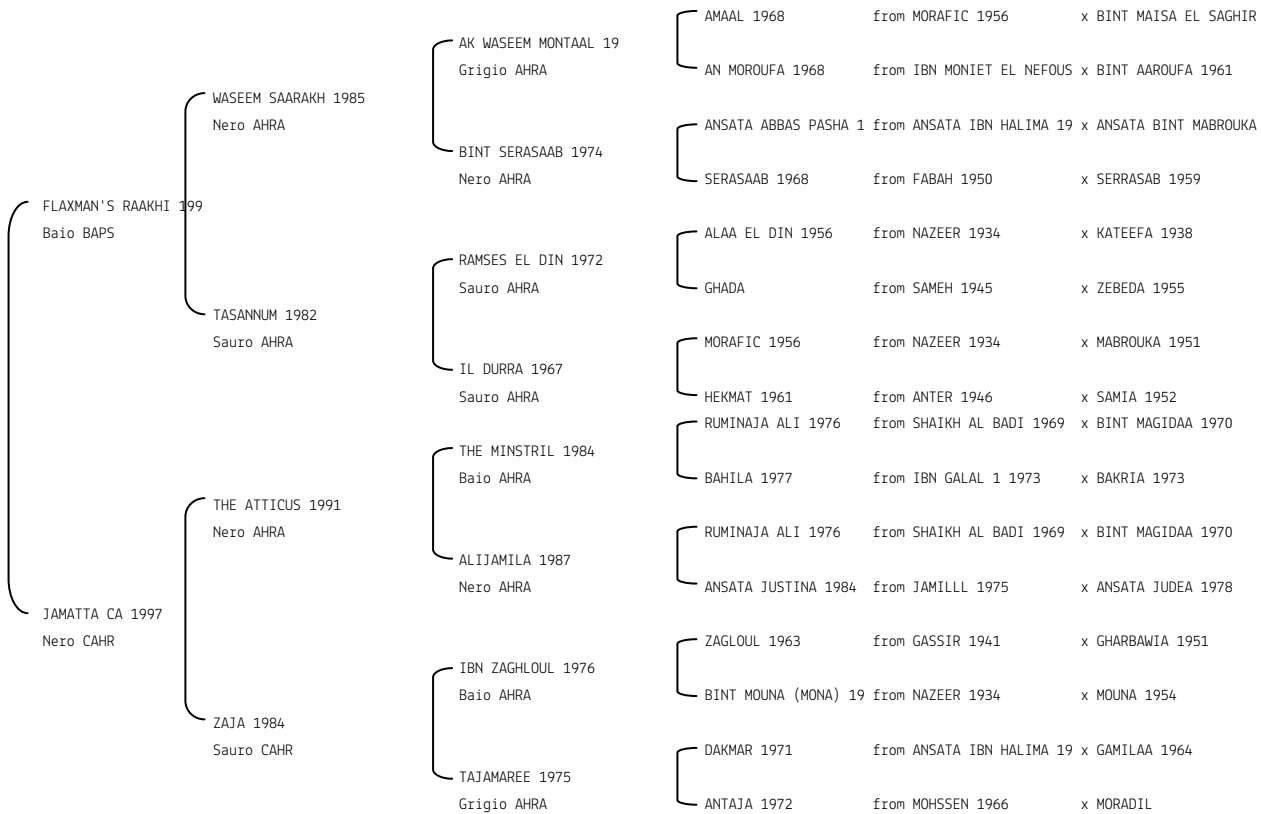 AMAAL 1968 from MORAFIC 1956 x BINT MAISA EL SAGHIR
AK WASEEM MONTAAL 19
Grigio AHRA
AN MOROUFA 1968 from IBN MONIET EL NEFOUS x BINT AAROUFA 1961
WASEEM SAARAKH 1985
Nero AHRA
ANSATA ABBAS PASHA 1 from ANSATA IBN HALIMA 19 x ANSATA BINT MABROUKA
BINT SERASAAB 1974
Nero AHRA
SERASAAB 1968 from FABAH 1950 x SERRASAB 1959
FLAXMAN'S RAAKHI 199
Baio BAPS
ALAA EL DIN 1956 from NAZEER 1934 x KATEEFA 1938
RAMSES EL DIN 1972
Sauro AHRA
GHADA from SAMEH 1945 x ZEBEDA 1955
TASANNUM 1982
Sauro AHRA
MORAFIC 1956 from NAZEER 1934 x MABROUKA 1951
IL DURRA 1967
Sauro AHRA
HEKMAT 1961 from ANTER 1946 x SAMIA 1952
RUMINAJA ALI 1976 from SHAIKH AL BADI 1969 x BINT MAGIDAA 1970
THE MINSTRIL 1984
Baio AHRA
BAHILA 1977 from IBN GALAL 1 1973 x BAKRIA 1973
THE ATTICUS 1991
Nero AHRA
RUMINAJA ALI 1976 from SHAIKH AL BADI 1969 x BINT MAGIDAA 1970
ALIJAMILA 1987
Nero AHRA
ANSATA JUSTINA 1984 from JAMILLL 1975 x ANSATA JUDEA 1978
JAMATTA CA 1997
Nero CAHR
ZAGLOUL 1963 from GASSIR 1941 x GHARBAWIA 1951
IBN ZAGHLOUL 1976
Baio AHRA
BINT MOUNA (MONA) 19 from NAZEER 1934 x MOUNA 1954
ZAJA 1984
Sauro CAHR
DAKMAR 1971 from ANSATA IBN HALIMA 19 x GAMILAA 1964
TAJAMAREE 1975
Grigio AHRA
ANTAJA 1972 from MOHSSEN 1966 x MORADIL